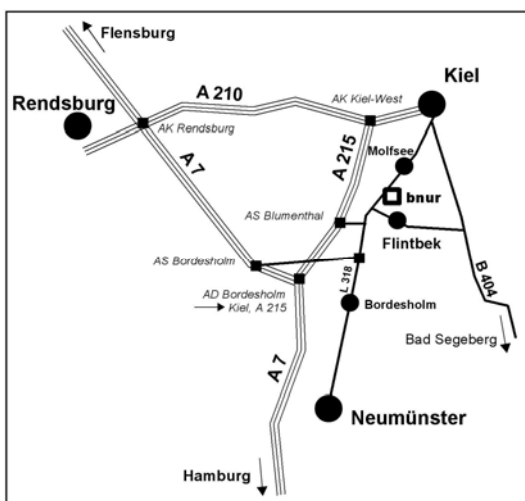 Flensburg
Kiel
A 210
AK Kiel-West
Rendsburg
AK Rendsburg
Molfsee
A 7
A 215
bnur
AS Blumenthal
Flintbek
AS Bordesholm
B 404
L 318
AD Bordesholm
Kiel, A 215
Bordesholm
Bad Segeberg
A 7
Neumünster
Hamburg